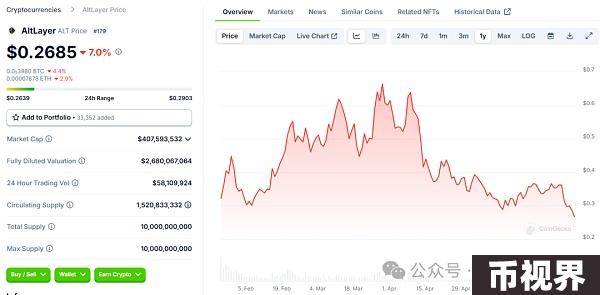 Cryptocurrencies > AltLayer Price
AltLayer ALT Price #179
$0.2685 ▼ 7.0%
0.0₅3980 BTC ▼ 4.4%
0.00007678 ETH ▼ 2.9%
$0.2639 24h Range $0.2903
Add to Portfolio • 33,352 added
Market Cap $407,593,532
Fully Diluted Valuation $2,680,067,064
24 Hour Trading Vol $58,109,924
Circulating Supply 1,520,833,332
Total Supply 10,000,000,000
Max Supply 10,000,000,000
Buy / Sell Wallet Earn Crypto
Overview Markets News Similar Coins Related NFTs Historical Data
Price Market Cap Live Chart 24h 7d 1m 3m 1y Max LOG
$0.7
$0.6
$0.5
$0.4
$0.3
$0.2
CoinGecko
5. Feb 19. Feb 4. Mar 18. Mar 1. Apr 15. Apr
公众号 ·
币视界